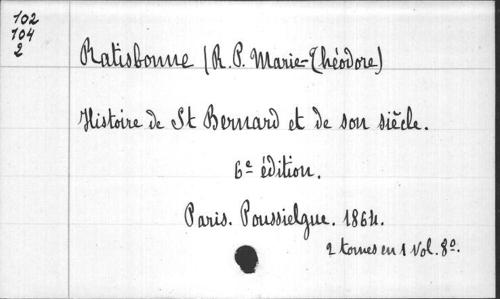 102
104
2
Ratisbonne (R. P. Marie-Théodore)
Histoire de St Bernard et de son siècle.
6e édition.
Paris. Poussielgue. 1864.
2 tomes en 1 vol. 8º.